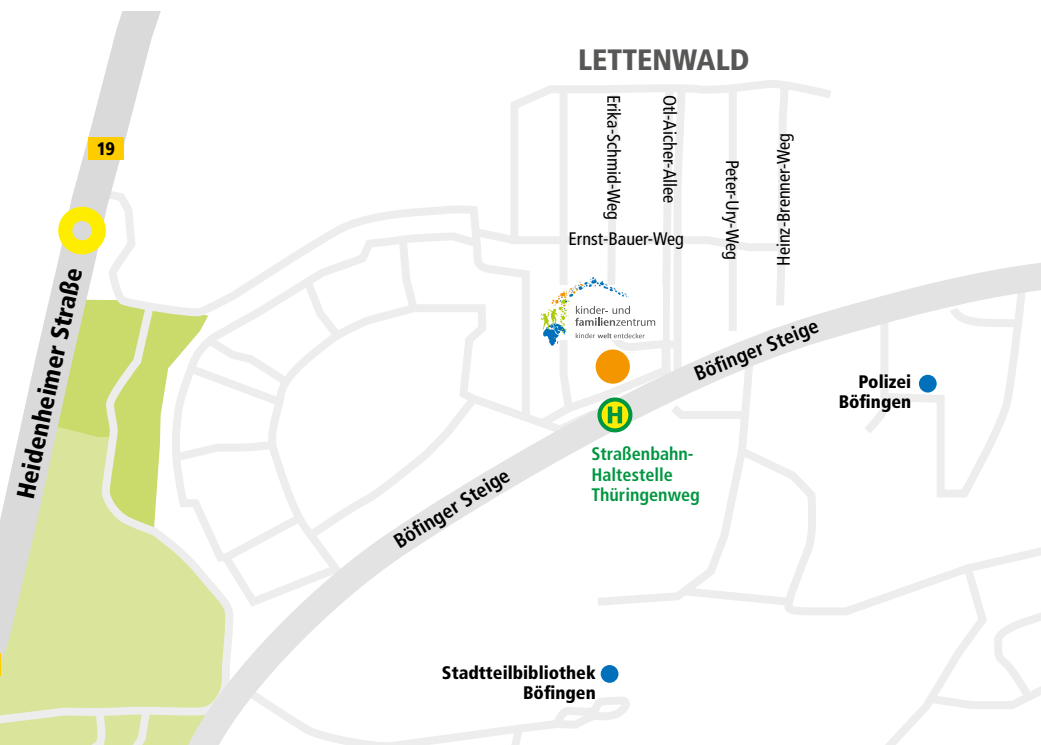 LETTENWALD
19
Erika-Schmid-Weg
Otl-Aicher-Allee
Peter-Ury-Weg
Heinz-Brenner-Weg
Ernst-Bauer-Weg
Heidenheimer Straße
kinder- und
familienzentrum
kinder welt entdecker
Böfinger Steige
Polizei
Böfingen
H
Straßenbahn-
Haltestelle
Thüringenweg
Böfinger Steige
Stadtteilbibliothek
Böfingen